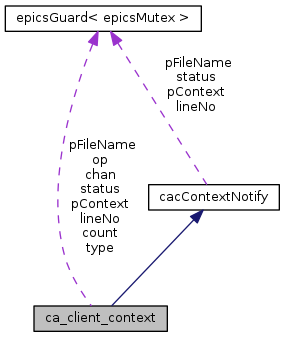 epicsGuard< epicsMutex >
pFileName
status
pContext
lineNo
pFileName
op
chan
status
pContext
lineNo
count
type
cacContextNotify
ca_client_context